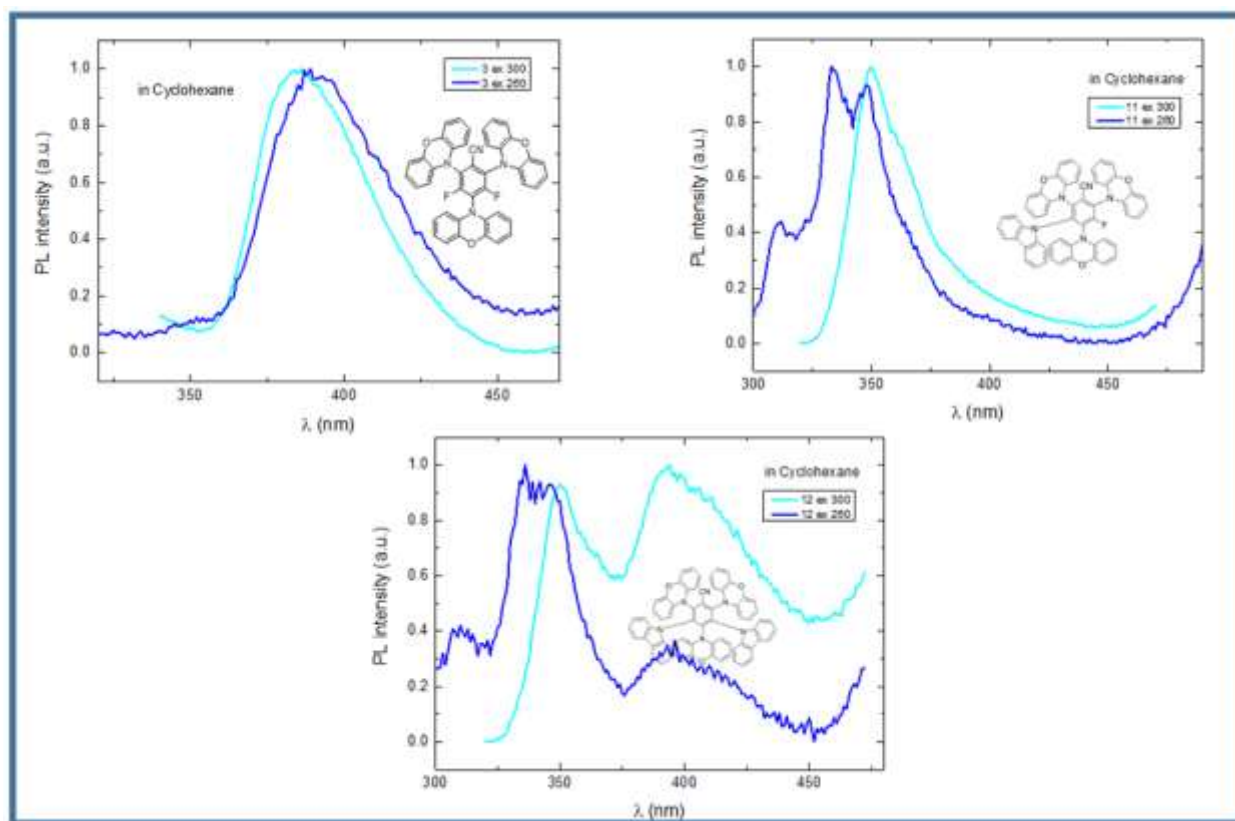 PL intensity (a.u.)
1.0
0.8
0.6
0.4
0.2
0.0
in Cyclohexane
3 ex 300
3 ex 260
CN
O
O
N
N
F
F
N
O
350
400
450
λ (nm)
PL intensity (a.u.)
1.0
0.8
0.6
0.4
0.2
0.0
in Cyclohexane
11 ex 300
11 ex 260
O
CN
O
N
N
N
F
N
O
300
350
400
450
λ (nm)
PL intensity (a.u.)
1.0
0.8
0.6
0.4
0.2
0.0
in Cyclohexane
12 ex 300
12 ex 260
O
CN
O
N
N
300
350
400
450
λ (nm)